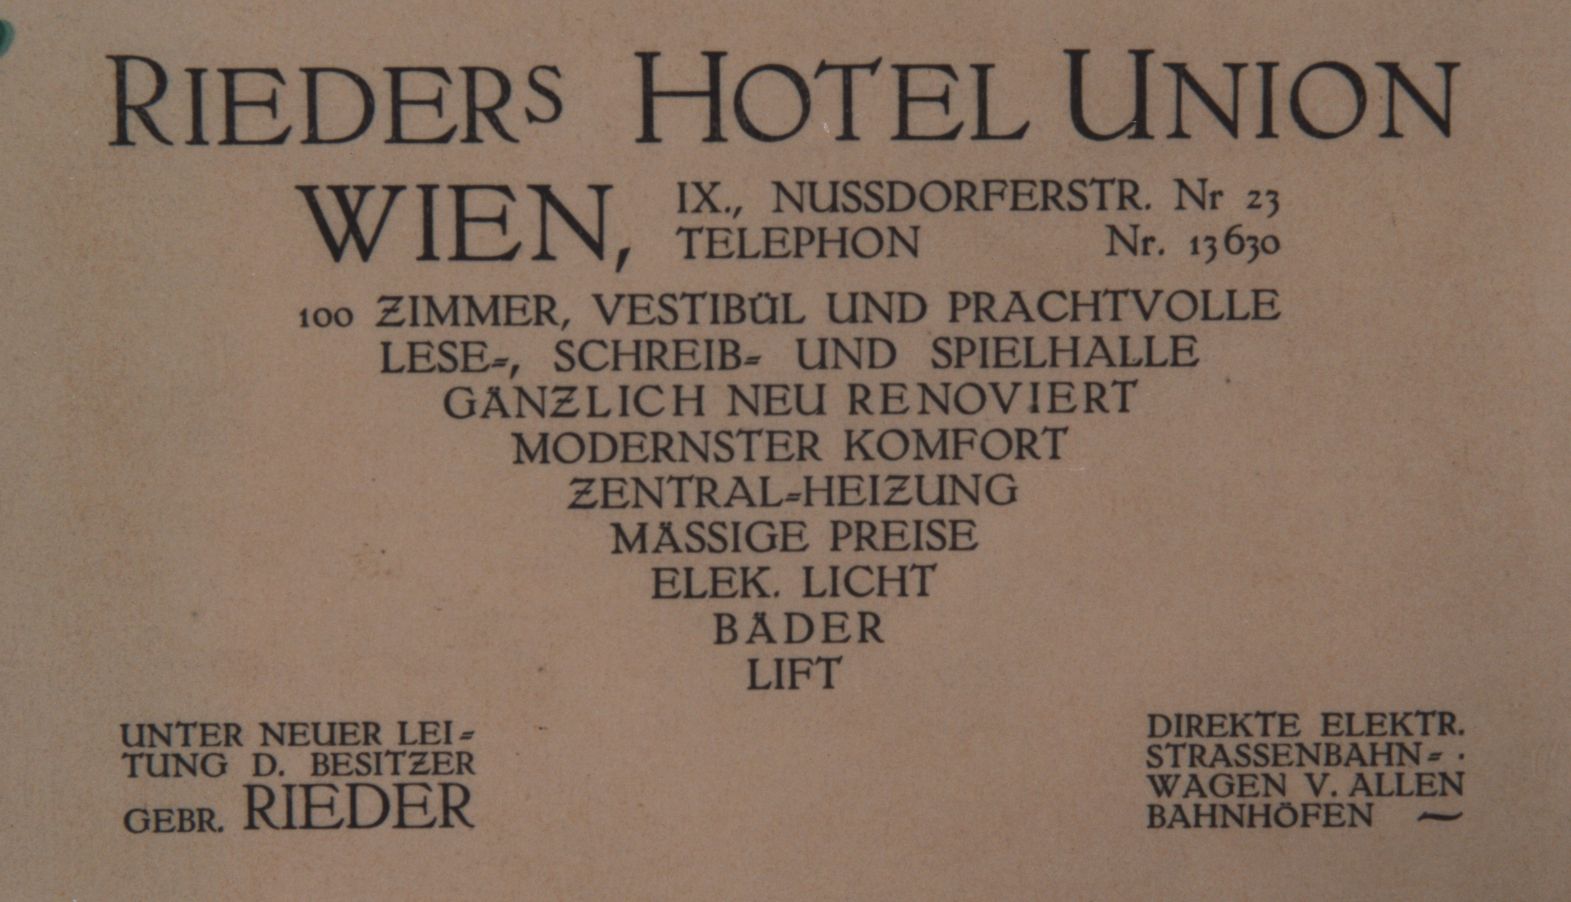 RIEDERS HOTEL UNION
WIEN, IX., NUSSDORFERSTR. Nr 23
TELEPHON Nr. 13630
100 ZIMMER, VESTIBÜL UND PRACHTVOLLE
LESE=, SCHREIB= UND SPIELHALLE
GÄNZLICH NEU RENOVIERT
MODERNSTER KOMFORT
ZENTRAL=HEIZUNG
MÄSSIGE PREISE
ELEK. LICHT
BÄDER
LIFT
UNTER NEUER LEI=
TUNG D. BESITZER
GEBR. RIEDER
DIREKTE ELEKTR.
STRASSENBAHN=
WAGEN V. ALLEN
BAHNHÖFEN